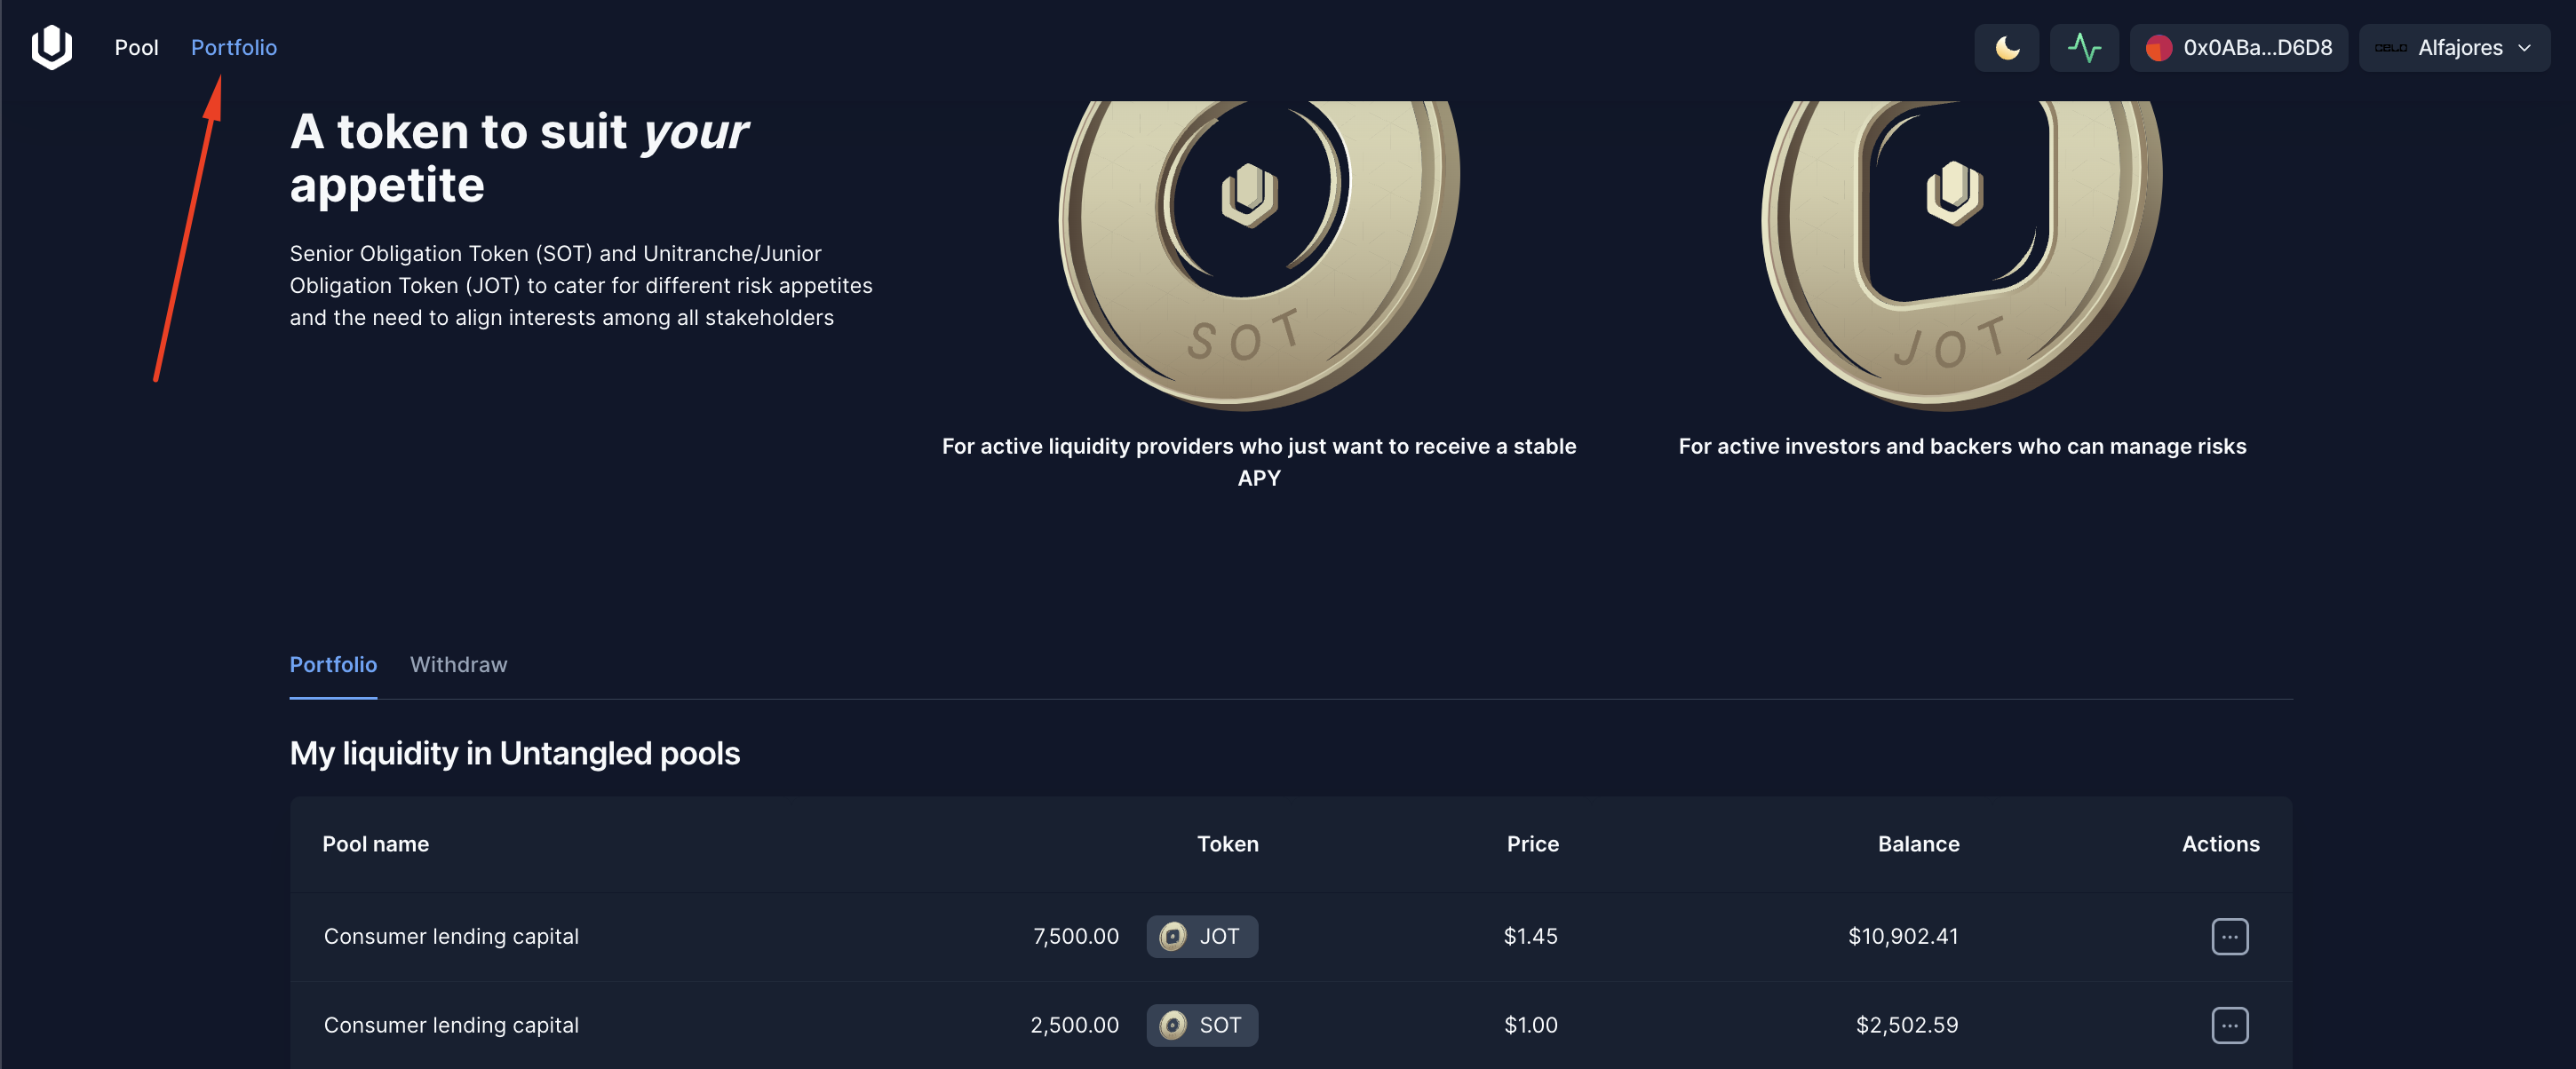 Pool Portfolio 0x0ABa...D6D8 CELO Alfajores
A token to suit your
appetite
Senior Obligation Token (SOT) and Unitranche/Junior
Obligation Token (JOT) to cater for different risk appetites
and the need to align interests among all stakeholders
SOT
JOT
For active liquidity providers who just want to receive a stable
APY
For active investors and backers who can manage risks
Portfolio Withdraw
My liquidity in Untangled pools
Pool name Token Price Balance Actions
Consumer lending capital 7,500.00 JOT $1.45 $10,902.41
Consumer lending capital 2,500.00 SOT $1.00 $2,502.59